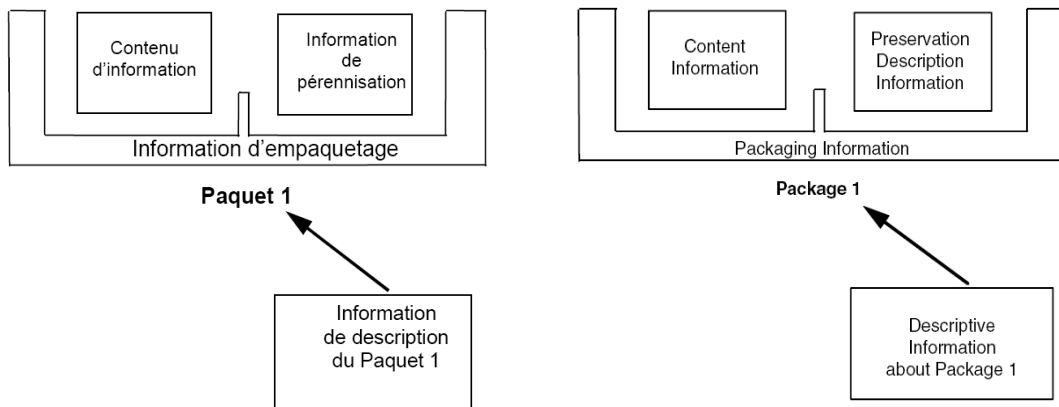 Contenu
d'information
Information
de
pérennisation
Information d'empaquetage
Paquet 1
Information
de description
du Paquet 1
Content
Information
Preservation
Description
Information
Packaging Information
Package 1
Descriptive
Information
about Package 1